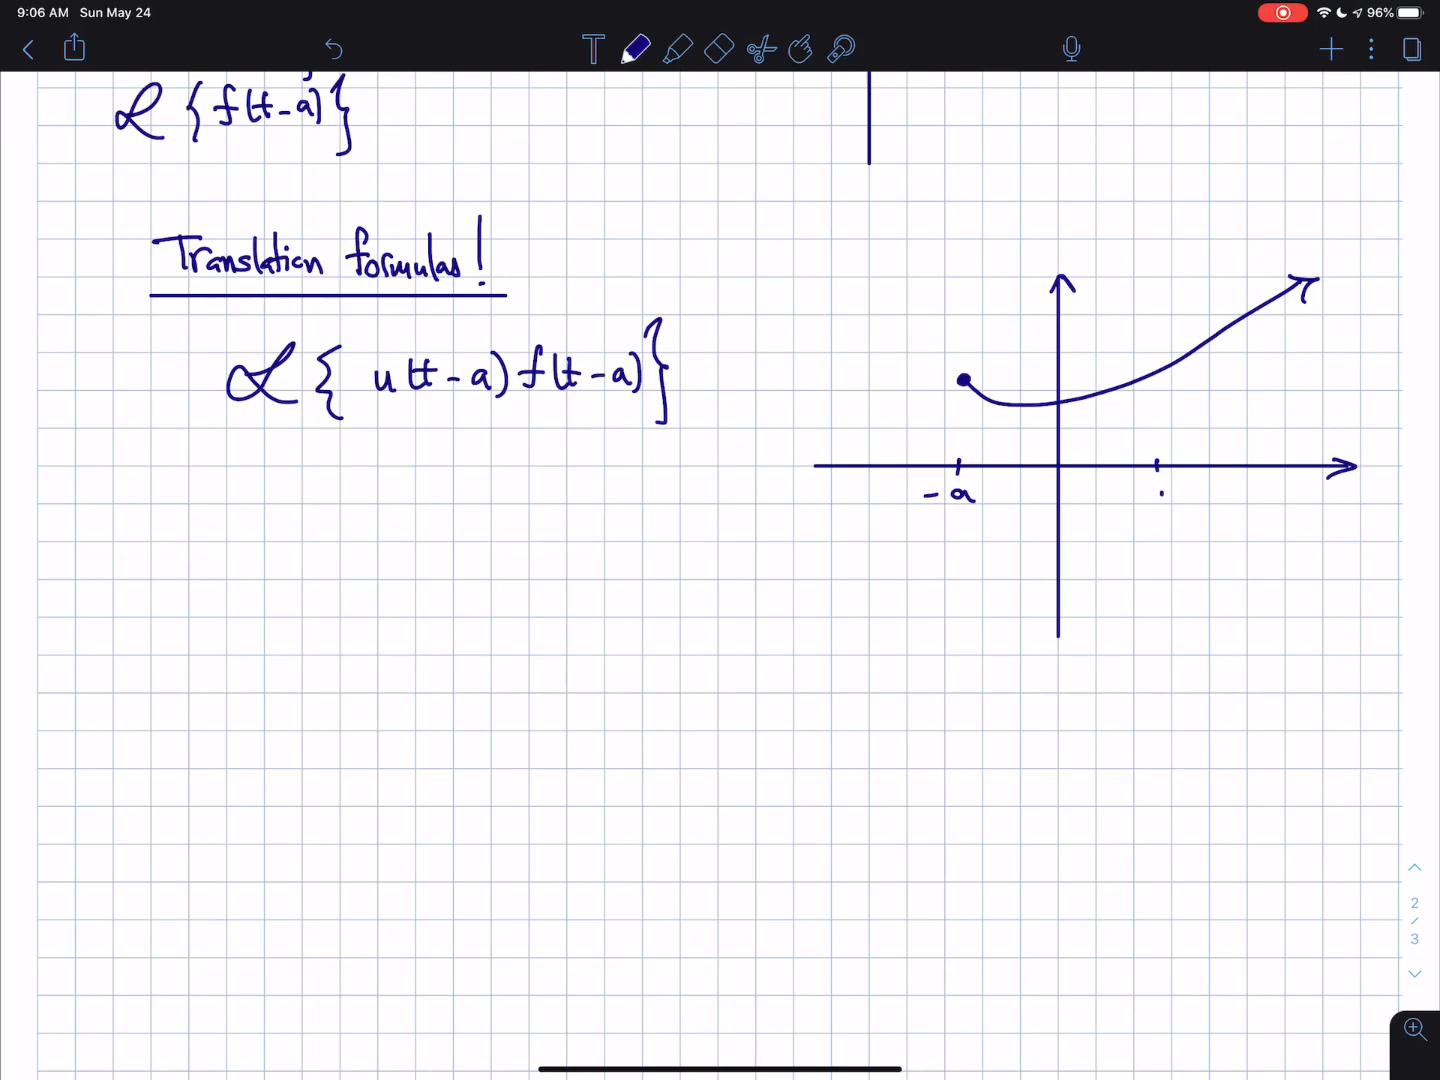 9:06 AM Sun May 24
96%
T
ℒ { f(t-a) }
Translation formulas!
ℒ { u(t-a) f(t-a) }
-a
2
/
3